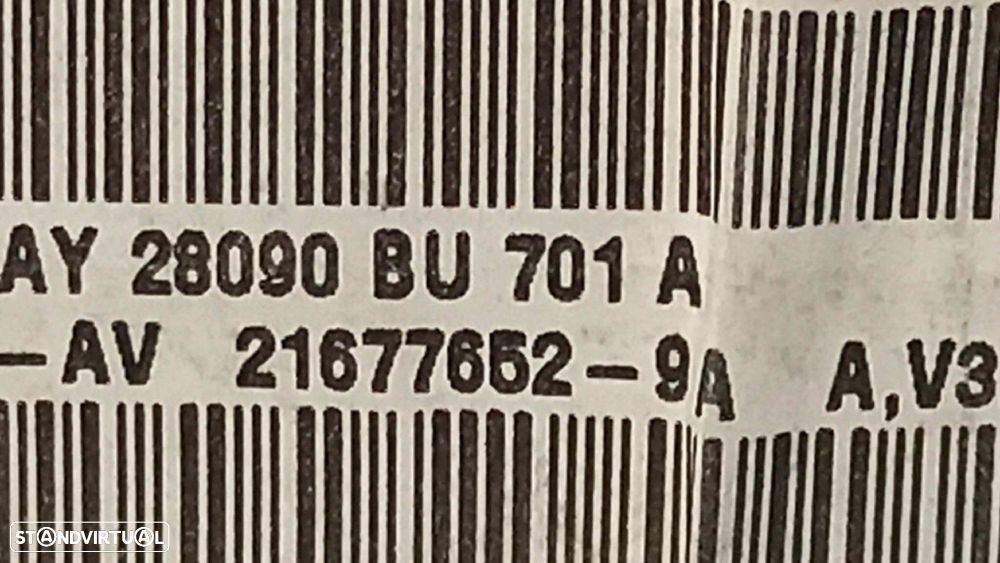 AY 28090 BU 701 A
-AV 21677652-9A A,V3
STANDVIRTUAL